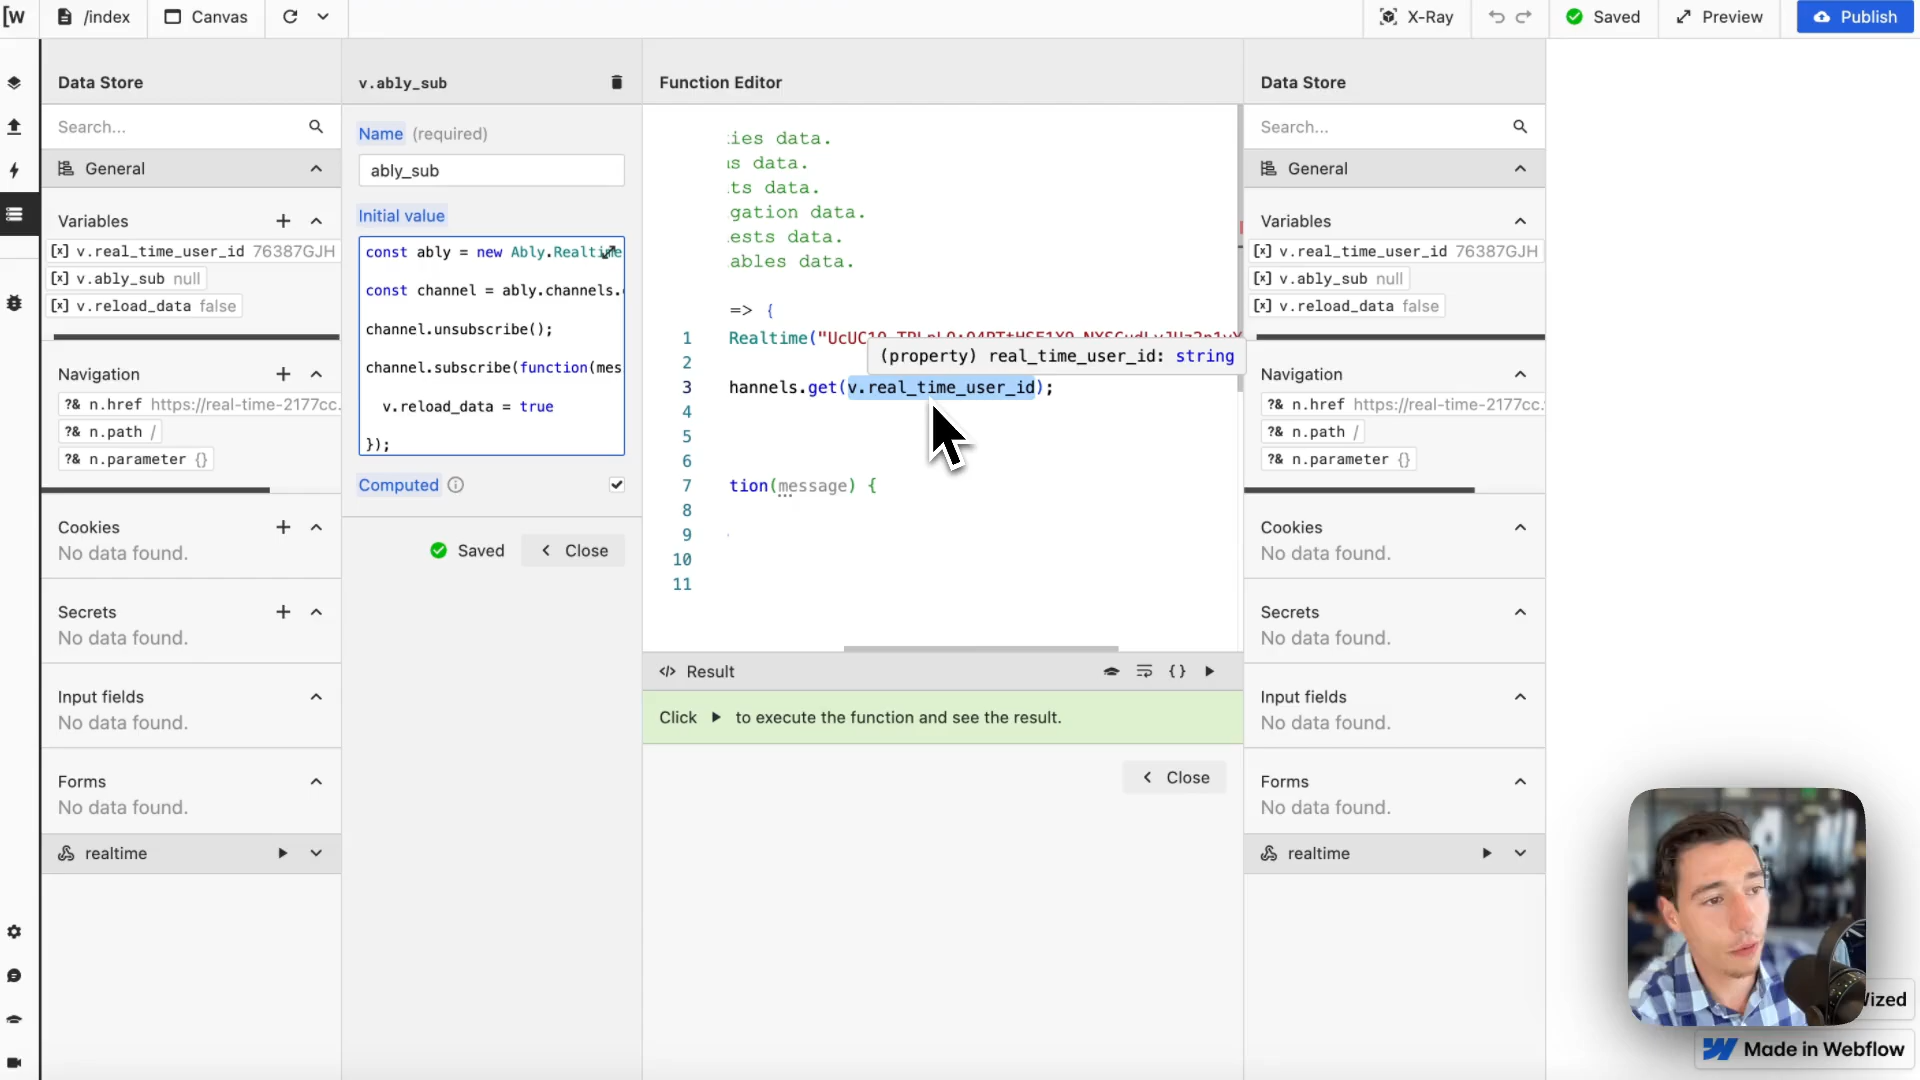 [W
/index
Canvas
X-Ray
Saved
Preview
Publish
Data Store
Search...
General
Variables
[x] v.real_time_user_id 76387GJH
[x] v.ably_sub null
[x] v.reload_data false
Navigation
?& n.href https://real-time-2177cc.
?& n.path /
?& n.parameter {}
Cookies
No data found.
Secrets
No data found.
Input fields
No data found.
Forms
No data found.
realtime
v.ably_sub
Name (required)
ably_sub
Initial value
const ably = new Ably.Realtime
const channel = ably.channels.
channel.unsubscribe();
channel.subscribe(function(mes
v.reload_data = true
});
Computed
Saved
Close
Function Editor
ies data.
s data.
ts data.
gation data.
ests data.
ables data.
=> {
1 Realtime(
(property) real_time_user_id: string
2
3 hannels.get(v.real_time_user_id);
4
5
6
7 tion(message) {
8
9
10
11
</> Result
{}
Click to execute the function and see the result.
Close
Data Store
Search...
General
Variables
[x] v.real_time_user_id 76387GJH
[x] v.ably_sub null
[x] v.reload_data false
Navigation
?& n.href https://real-time-2177cc.
?& n.path /
?& n.parameter {}
Cookies
No data found.
Secrets
No data found.
Input fields
No data found.
Forms
No data found.
realtime
ized
Made in Webflow